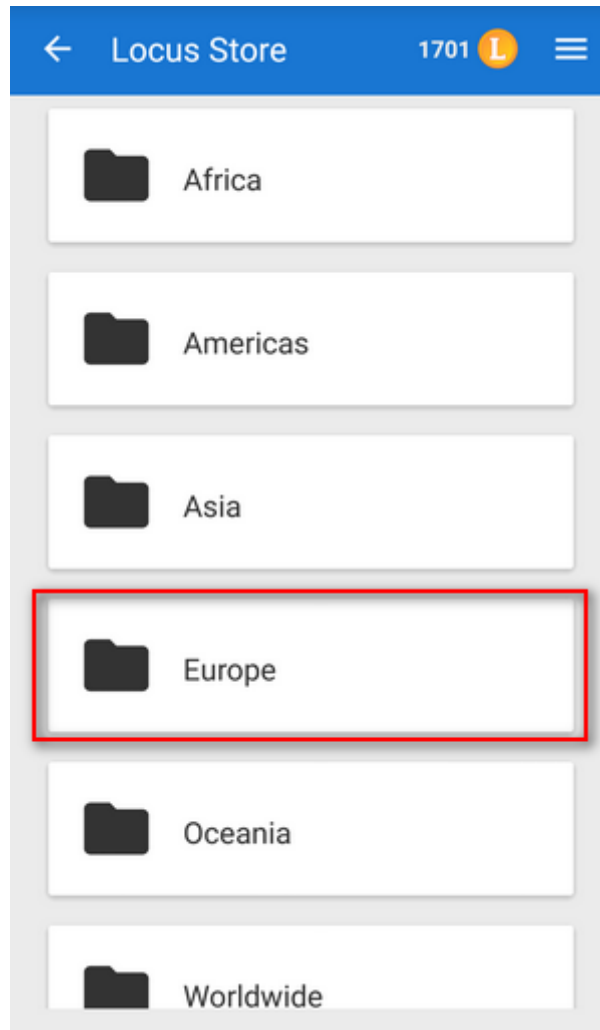 Locus Store 1701 L
Africa
Americas
Asia
Europe
Oceania
Worldwide